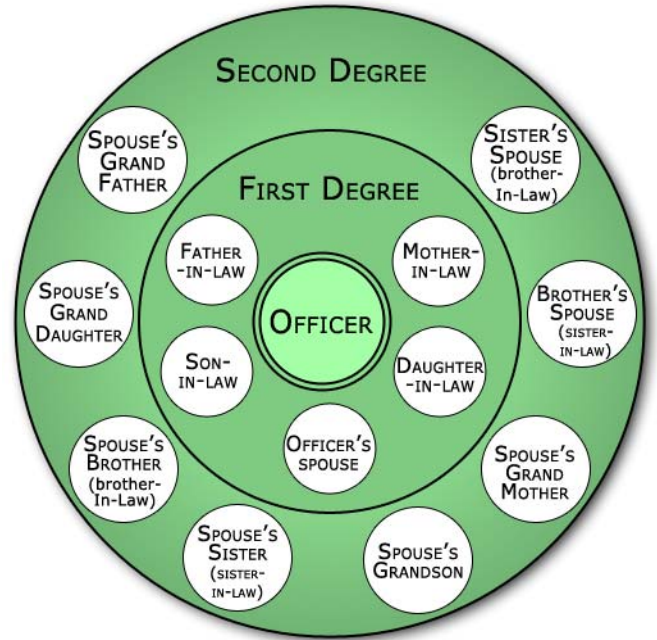 SECOND DEGREE
SPOUSE'S
GRAND
FATHER
SISTER'S
SPOUSE
(brother-
In-Law)
FIRST DEGREE
FATHER
-IN-LAW
MOTHER-
IN-LAW
SPOUSE'S
GRAND
DAUGHTER
OFFICER
BROTHER'S
SPOUSE
(SISTER-
IN-LAW)
SON-
IN-LAW
DAUGHTER
-IN-LAW
SPOUSE'S
BROTHER
(brother-
In-Law)
OFFICER'S
SPOUSE
SPOUSE'S
GRAND
MOTHER
SPOUSE'S
SISTER
(SISTER-
IN-LAW)
SPOUSE'S
GRANDSON